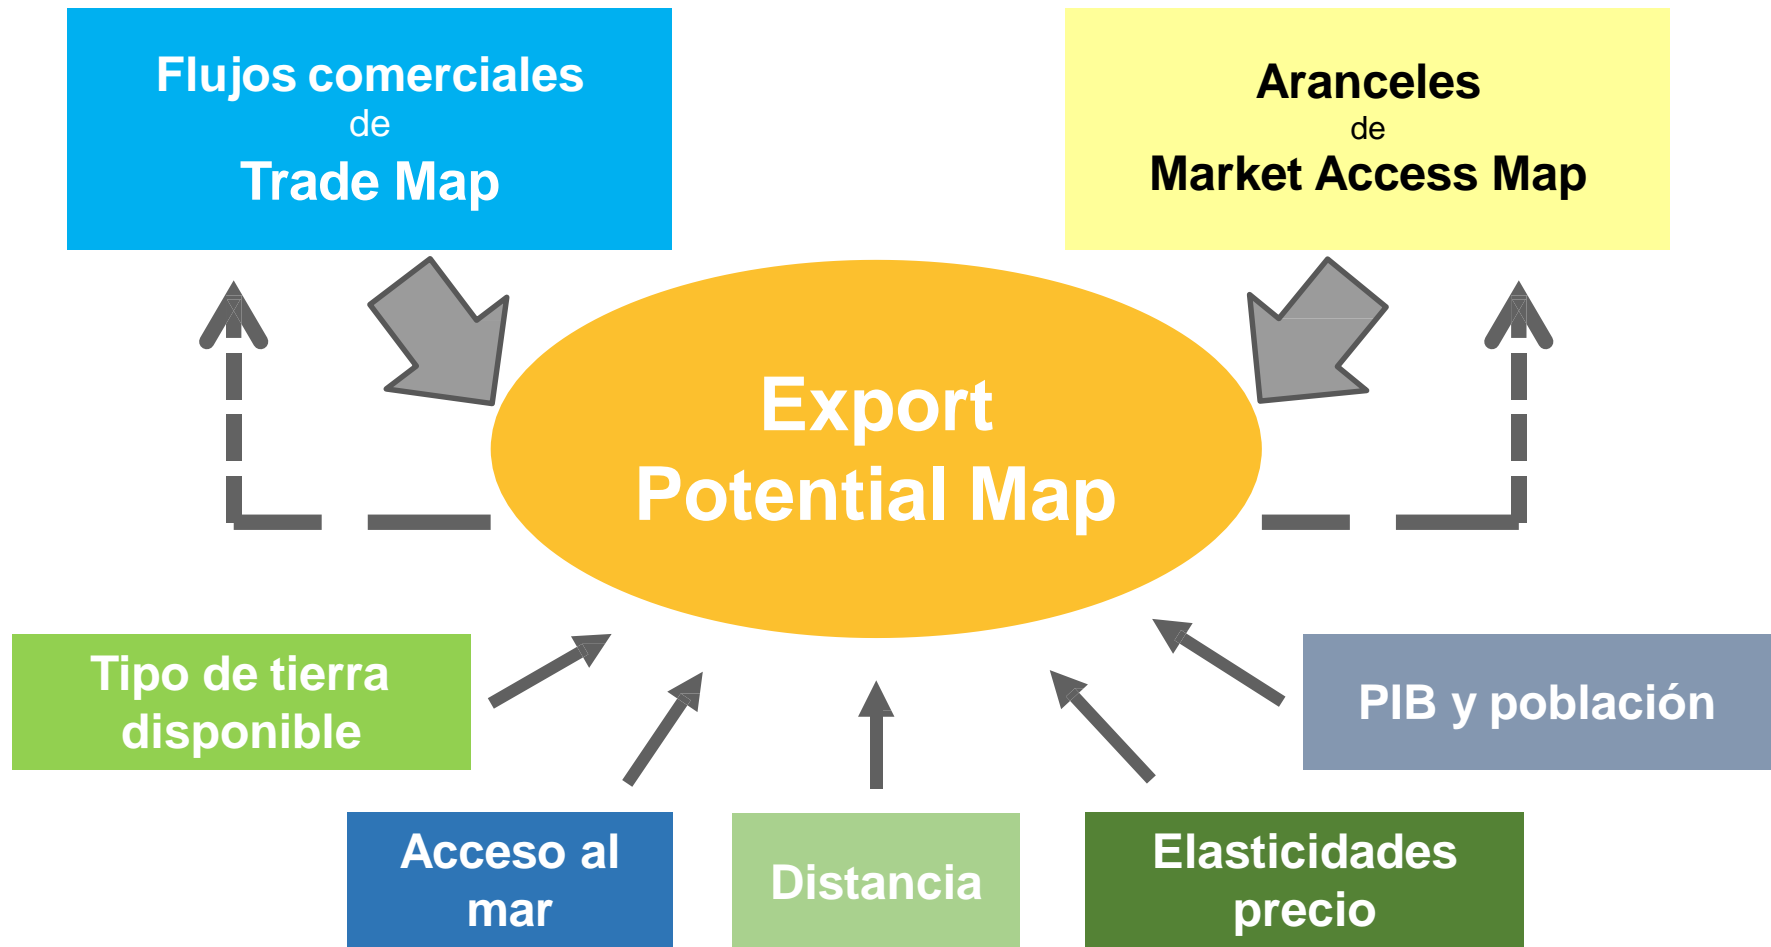 Flujos comerciales
de
Trade Map
Aranceles
de
Market Access Map
Export
Potential Map
Tipo de tierra
disponible
PIB y población
Acceso al
mar
Distancia
Elasticidades
precio